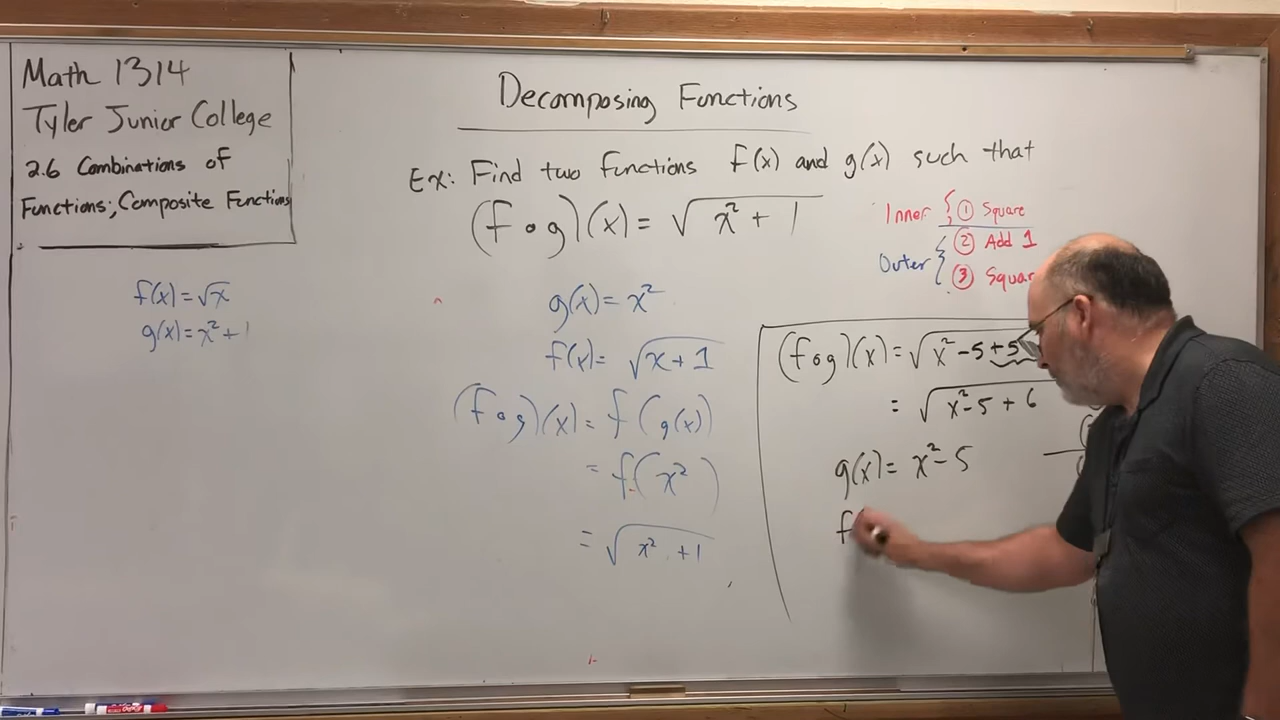 Math 1314
Tyler Junior College
2.6 Combinations of
Functions; Composite Functions
Decomposing Functions
Ex: Find two functions f(x) and g(x) such that
(f∘g)(x) = √(x² + 1)
Inner { ① Square
Outer { ② Add 1
③
f(x) = √x
g(x) = x² + 1
g(x) = x²
f(x) = √(x + 1)
(f∘g)(x) = f(g(x))
= f(x²)
= √(x² + 1)
(f∘g)(x) = √(x² - 5 + 5
= √(x² - 5 + 6
g(x) = x² - 5
f